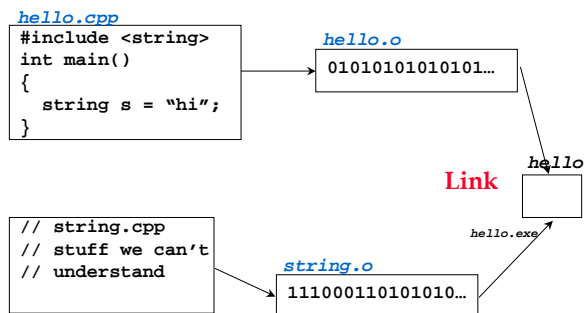 hello.cpp
#include <string>
int main()
{
string s = “hi”;
}
hello.o
01010101010101…
hello
Link
hello.exe
// string.cpp
// stuff we can’t
// understand
string.o
111000110101010…